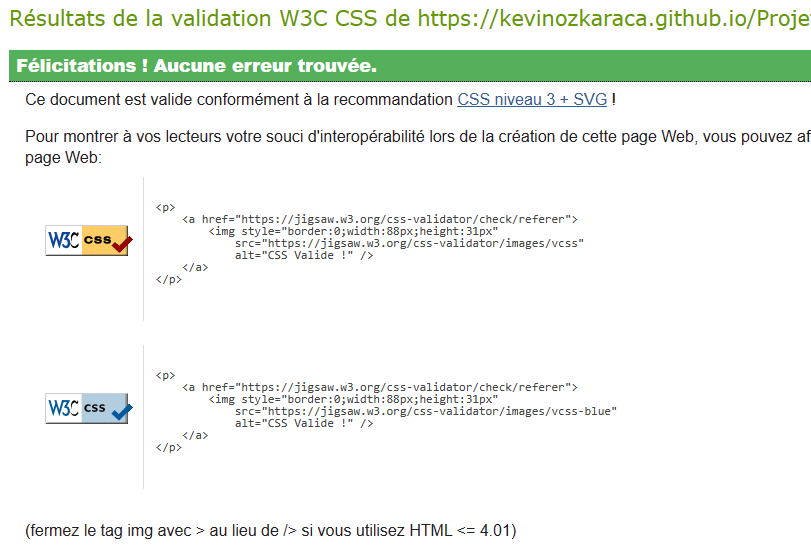 Résultats de la validation W3C CSS de https://kevinozkaraca.github.io/Proje
Félicitations ! Aucune erreur trouvée.
Ce document est valide conformément à la recommandation CSS niveau 3 + SVG !
Pour montrer à vos lecteurs votre souci d'interopérabilité lors de la création de cette page Web, vous pouvez af
page Web:
<p>
<a href="https://jigsaw.w3.org/css-validator/check/referer">
<img style="border:0;width:88px;height:31px"
W3C css
src="https://jigsaw.w3.org/css-validator/images/vcss"
alt="CSS Valide !" />
</a>
</p>
<p>
<a href="https://jigsaw.w3.org/css-validator/check/referer">
<img style="border:0;width:88px;height:31px"
W3C css
src="https://jigsaw.w3.org/css-validator/images/vcss-blue"
alt="CSS Valide !" />
</a>
</p>
(fermez le tag img avec > au lieu de /> si vous utilisez HTML <= 4.01)